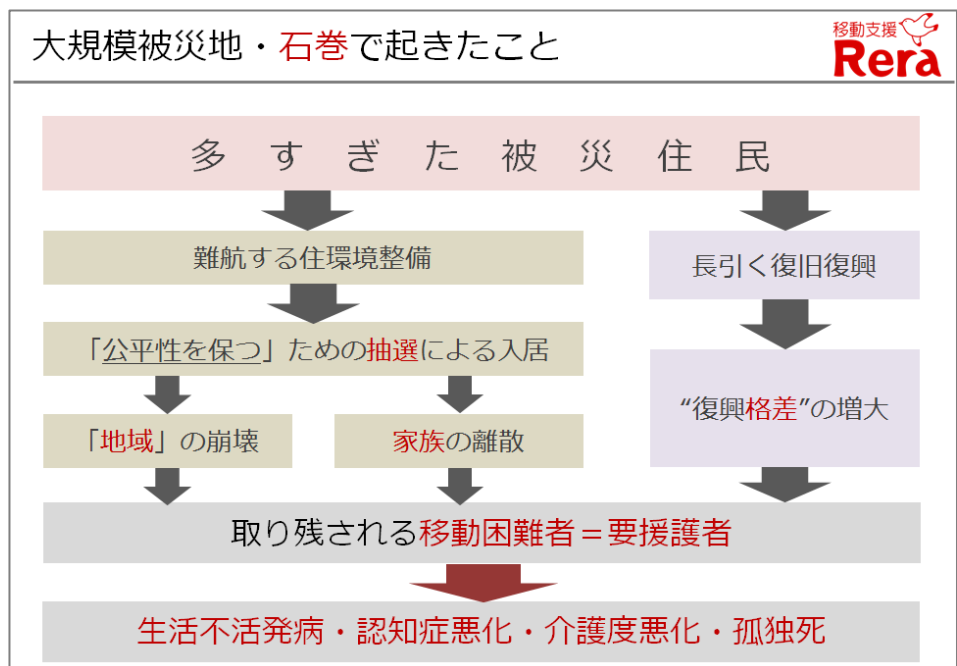 大規模被災地・石巻で起きたこと
移動支援
Rera
多すぎた被災住民
難航する住環境整備
長引く復旧復興
「公平性を保つ」ための抽選による入居
“復興格差”の増大
「地域」の崩壊
家族の離散
取り残される移動困難者＝要援護者
生活不活発病・認知症悪化・介護度悪化・孤独死